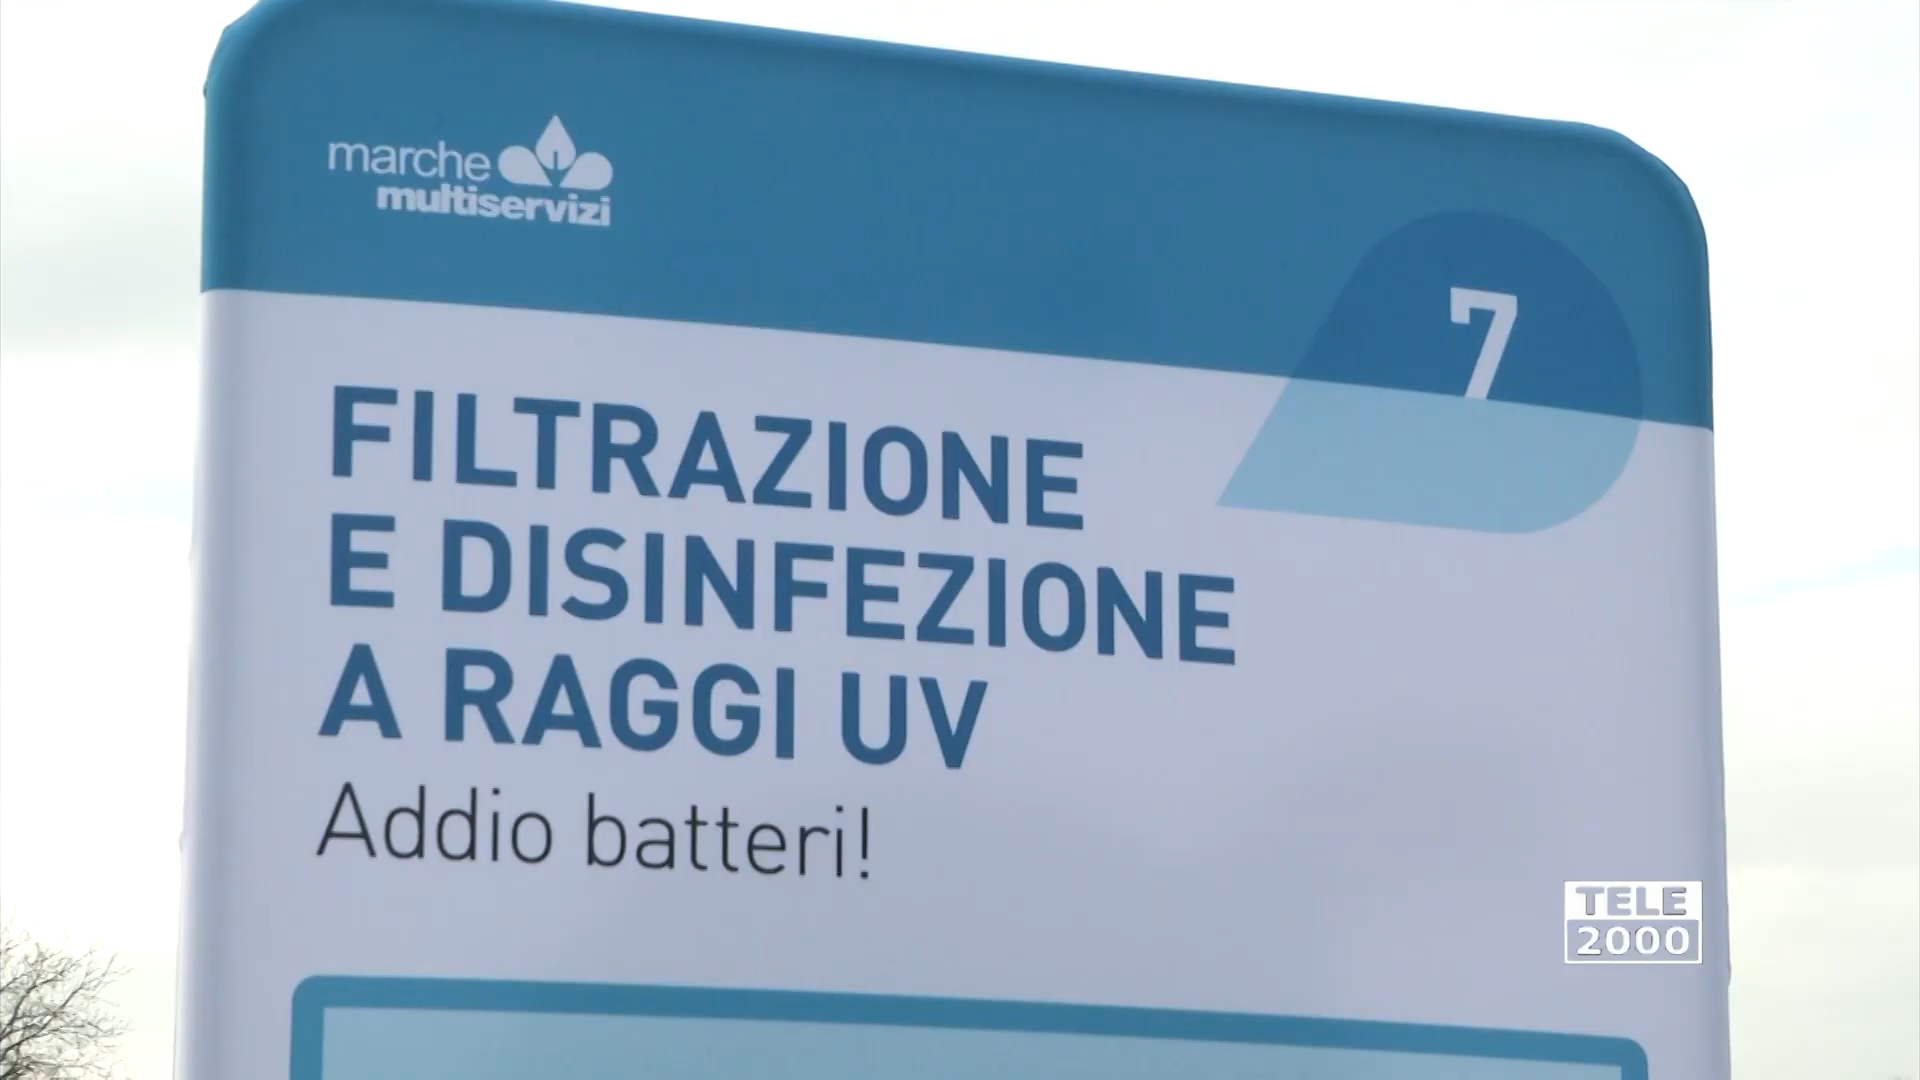 marche
multiservizi
7
FILTRAZIONE
E DISINFEZIONE
A RAGGI UV
Addio batteri!
TELE
2000